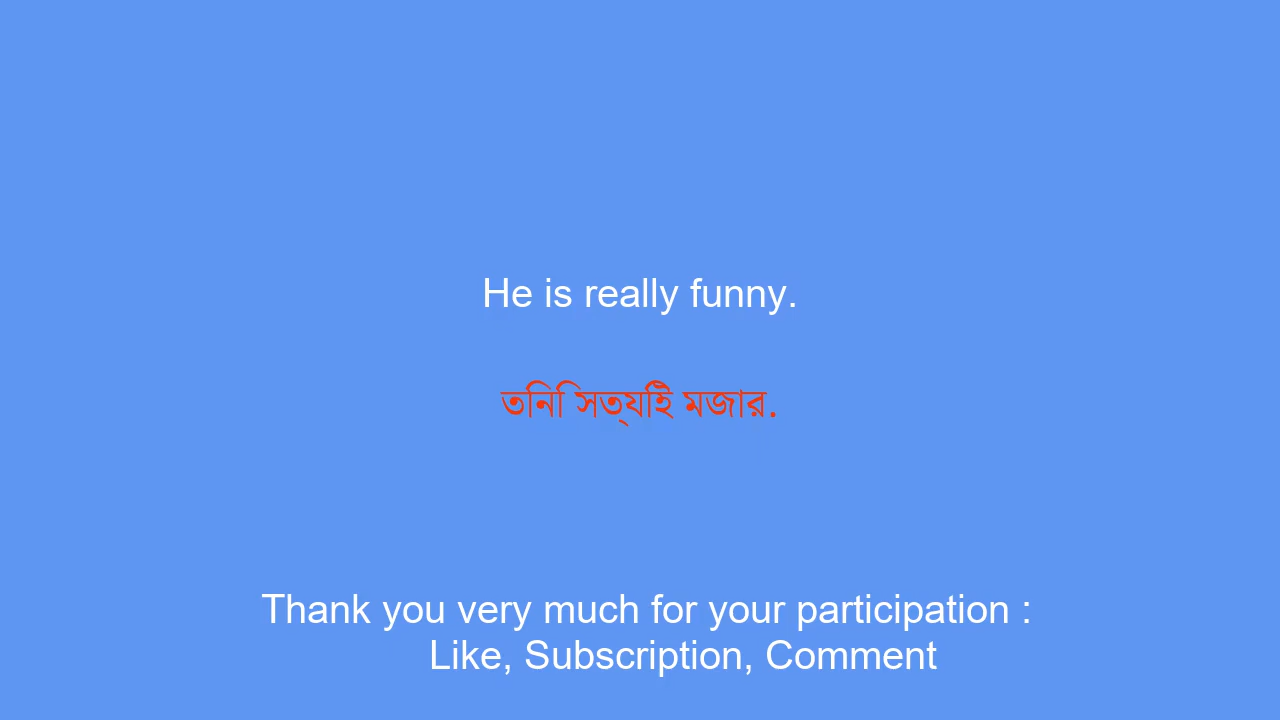 He is really funny.
তিনি সত্যিই মজার.
Thank you very much for your participation :
Like, Subscription, Comment